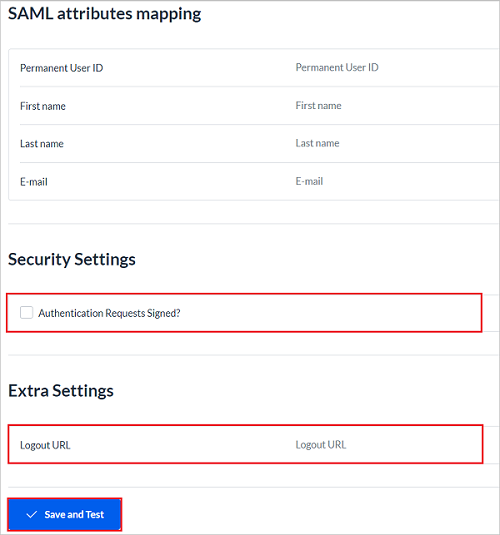 SAML attributes mapping
Permanent User ID Permanent User ID
First name First name
Last name Last name
E-mail E-mail
Security Settings
Authentication Requests Signed?
Extra Settings
Logout URL Logout URL
Save and Test